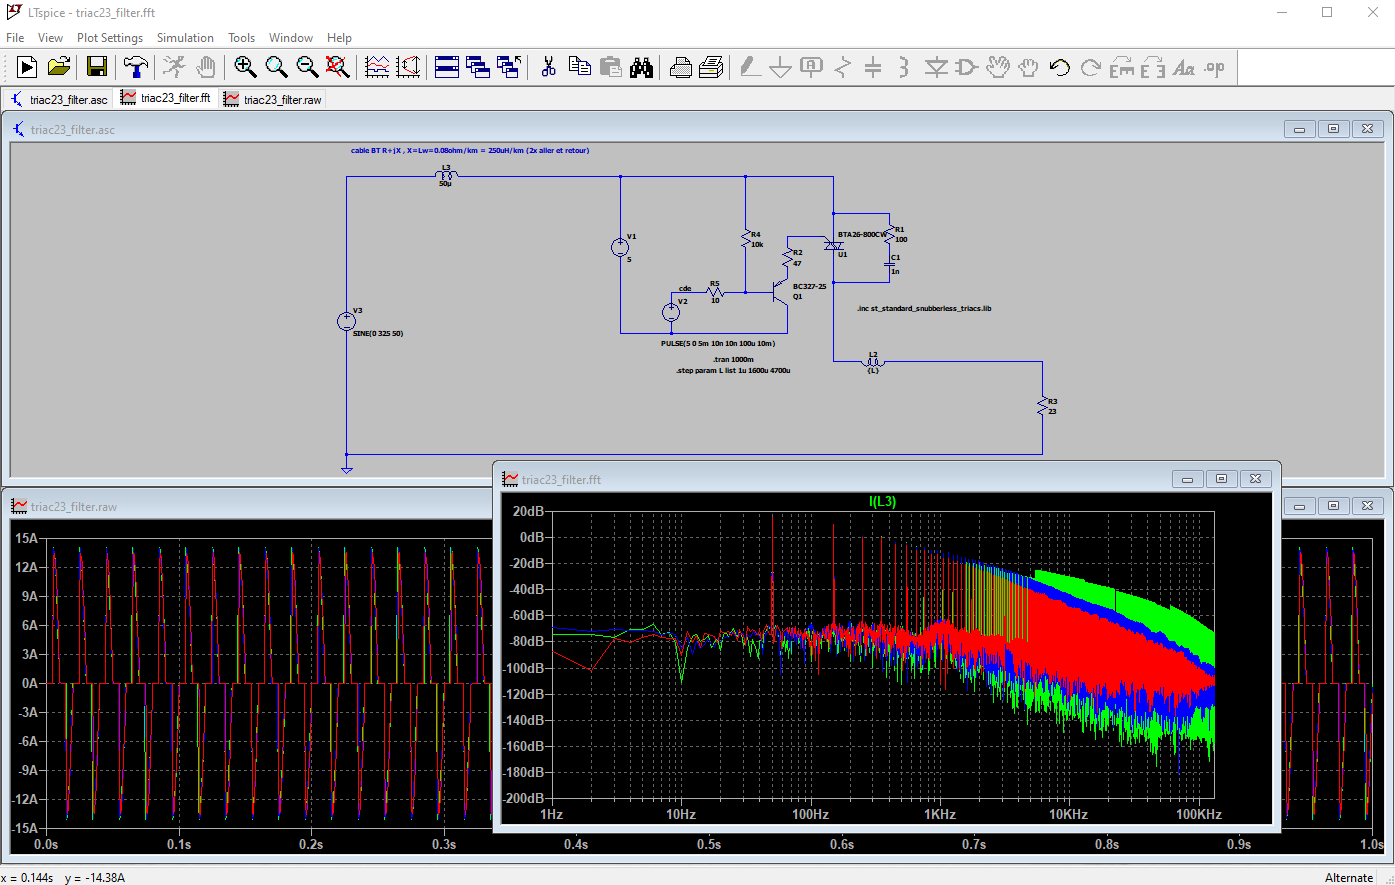 LTspice - triac23_filter.fft
File View Plot Settings Simulation Tools Window Help
triac23_filter.asc triac23_filter.fft triac23_filter.raw
triac23_filter.asc
cable BT R+jX , X=Lw=0.08ohm/km = 250uH/km (2x aller et retour)
L3
50µ
V1
5
R4
10k
R2
47
BTA26-800CW
U1
R1
100
C1
1n
cde
R5
10
V2
BC327-25
Q1
V3
SINE(0 325 50)
.inc st_standard_snubberless_triacs.lib
PULSE(5 0 5m 10n 10n 100u 10m)
.tran 1000m
.step param L list 1u 1600u 4700u
L2
{L}
R3
23
triac23_filter.fft
I(L3)
20dB
0dB
-20dB
-40dB
-60dB
-80dB
-100dB
-120dB
-140dB
-160dB
-180dB
-200dB
1Hz 10Hz 100Hz 1KHz 10KHz 100KHz
triac23_filter.raw
15A
12A
9A
6A
3A
0A
-3A
-6A
-9A
-12A
-15A
0.0s 0.1s 0.2s 0.3s 0.4s 0.5s 0.6s 0.7s 0.8s 0.9s 1.0s
x = 0.144s y = -14.38A
Alternate